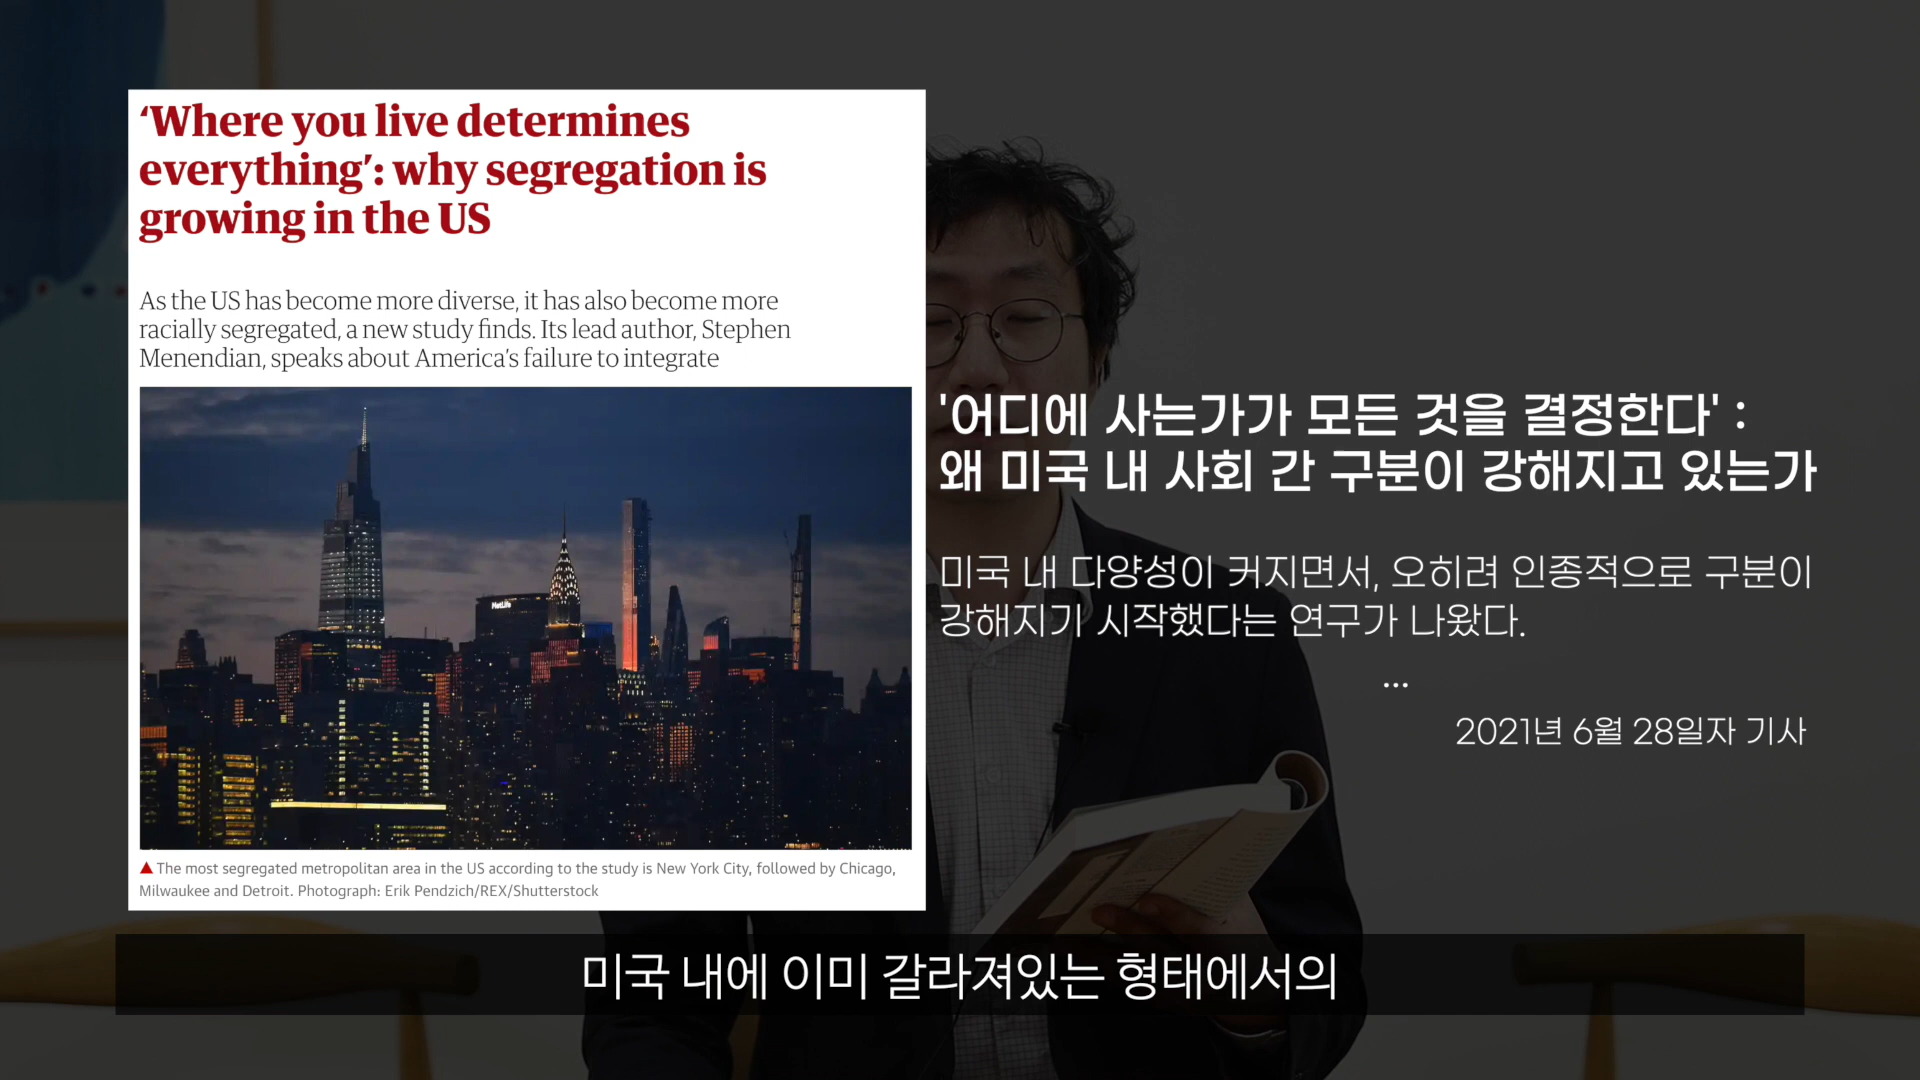 ‘Where you live determines
everything’: why segregation is
growing in the US
As the US has become more diverse, it has also become more
racially segregated, a new study finds. Its lead author, Stephen
Menendian, speaks about America’s failure to integrate
MetLife
▲ The most segregated metropolitan area in the US according to the study is New York City, followed by Chicago,
Milwaukee and Detroit. Photograph: Erik Pendzich/REX/Shutterstock
'어디에 사는가가 모든 것을 결정한다' :
왜 미국 내 사회 간 구분이 강해지고 있는가
미국 내 다양성이 커지면서, 오히려 인종적으로 구분이
강해지기 시작했다는 연구가 나왔다.
...
2021년 6월 28일자 기사
미국 내에 이미 갈라져있는 형태에서의